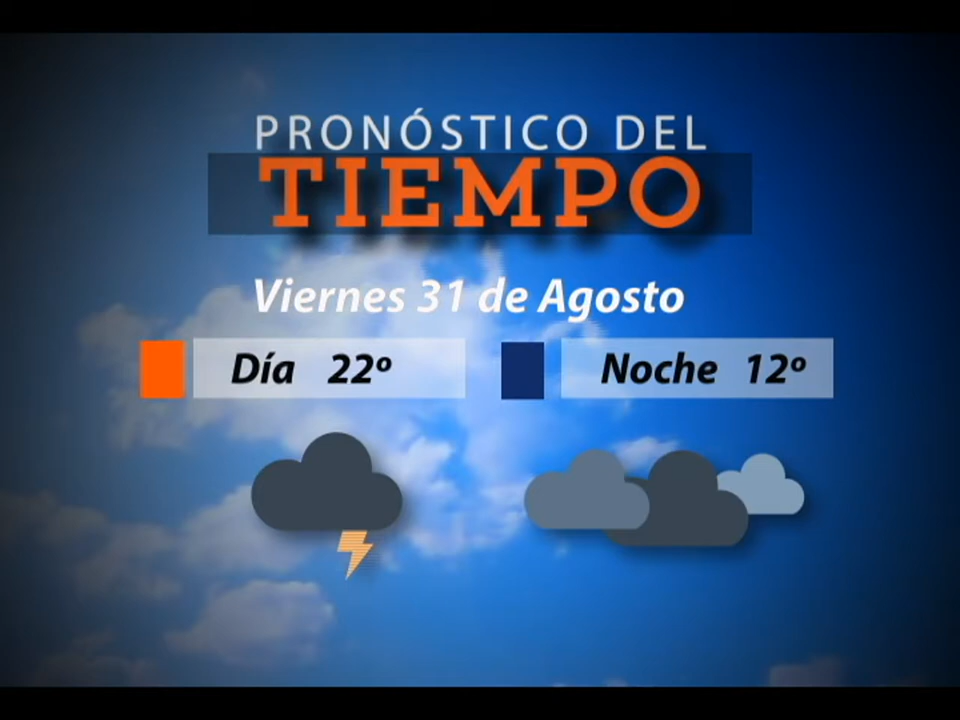 PRONÓSTICO DEL
TIEMPO
Viernes 31 de Agosto
Día 22º
Noche 12º